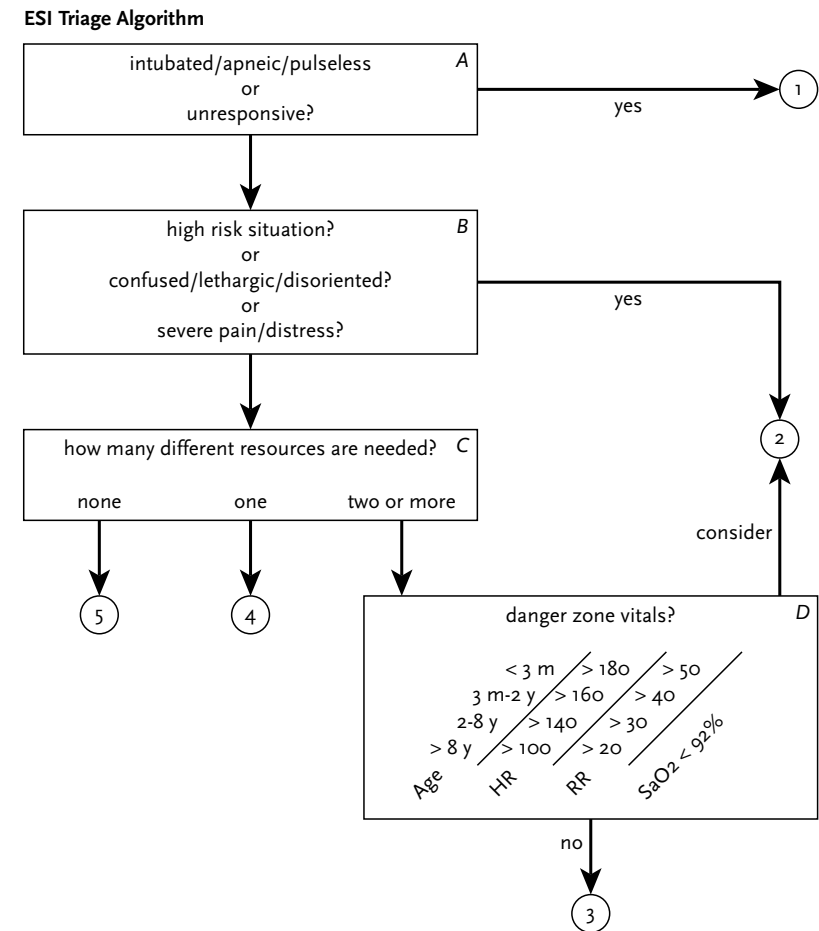 ESI Triage Algorithm
intubated/apneic/pulseless
or
unresponsive?
A
yes
1
high risk situation?
or
confused/lethargic/disoriented?
or
severe pain/distress?
B
yes
2
how many different resources are needed?
C
none one two or more
5 4
consider
danger zone vitals?
D
< 3 m > 180 > 50
3 m-2 y > 160 > 40
2-8 y > 140 > 30
> 8 y > 100 > 20
Age HR RR SaO2 < 92%
no
3